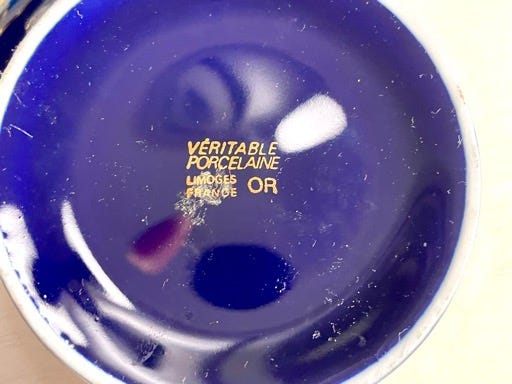 VÉRITABLE
PORCELAINE
LIMOGES
FRANCE OR